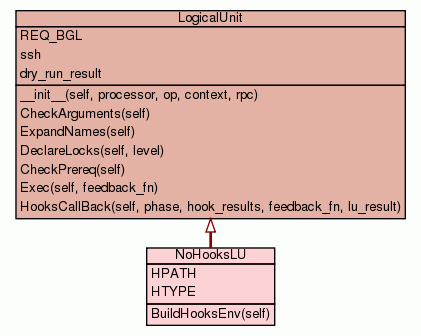 LogicalUnit
REQ_BGL
ssh
dry_run_result
__init__(self, processor, op, context, rpc)
CheckArguments(self)
ExpandNames(self)
DeclareLocks(self, level)
CheckPrereq(self)
Exec(self, feedback_fn)
HooksCallBack(self, phase, hook_results, feedback_fn, lu_result)
NoHooksLU
HPATH
HTYPE
BuildHooksEnv(self)